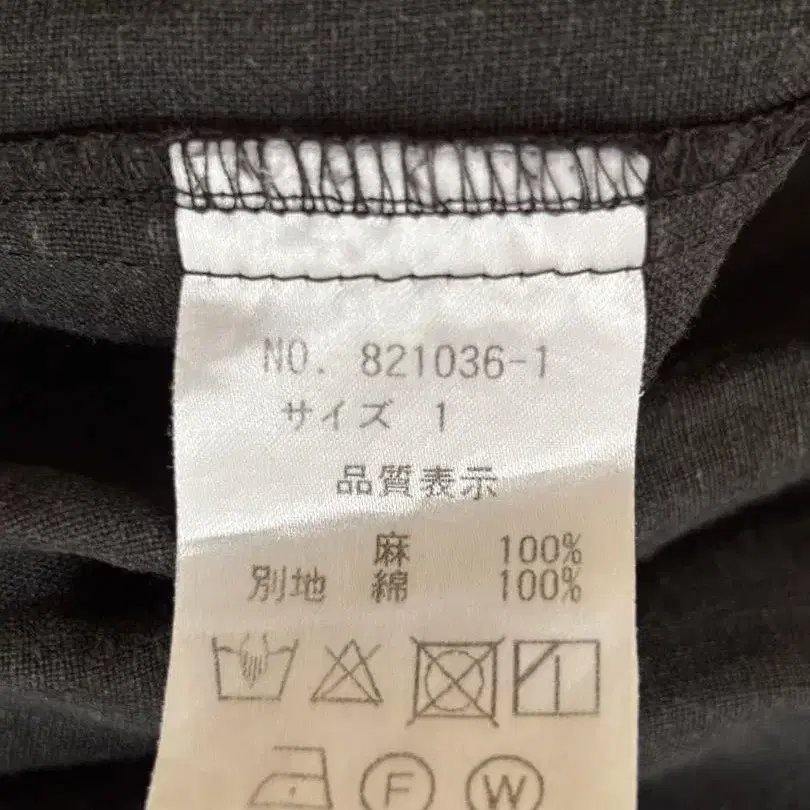 NO. 821036-1
サイズ 1
品質表示
麻 100%
別地 綿 100%
F W